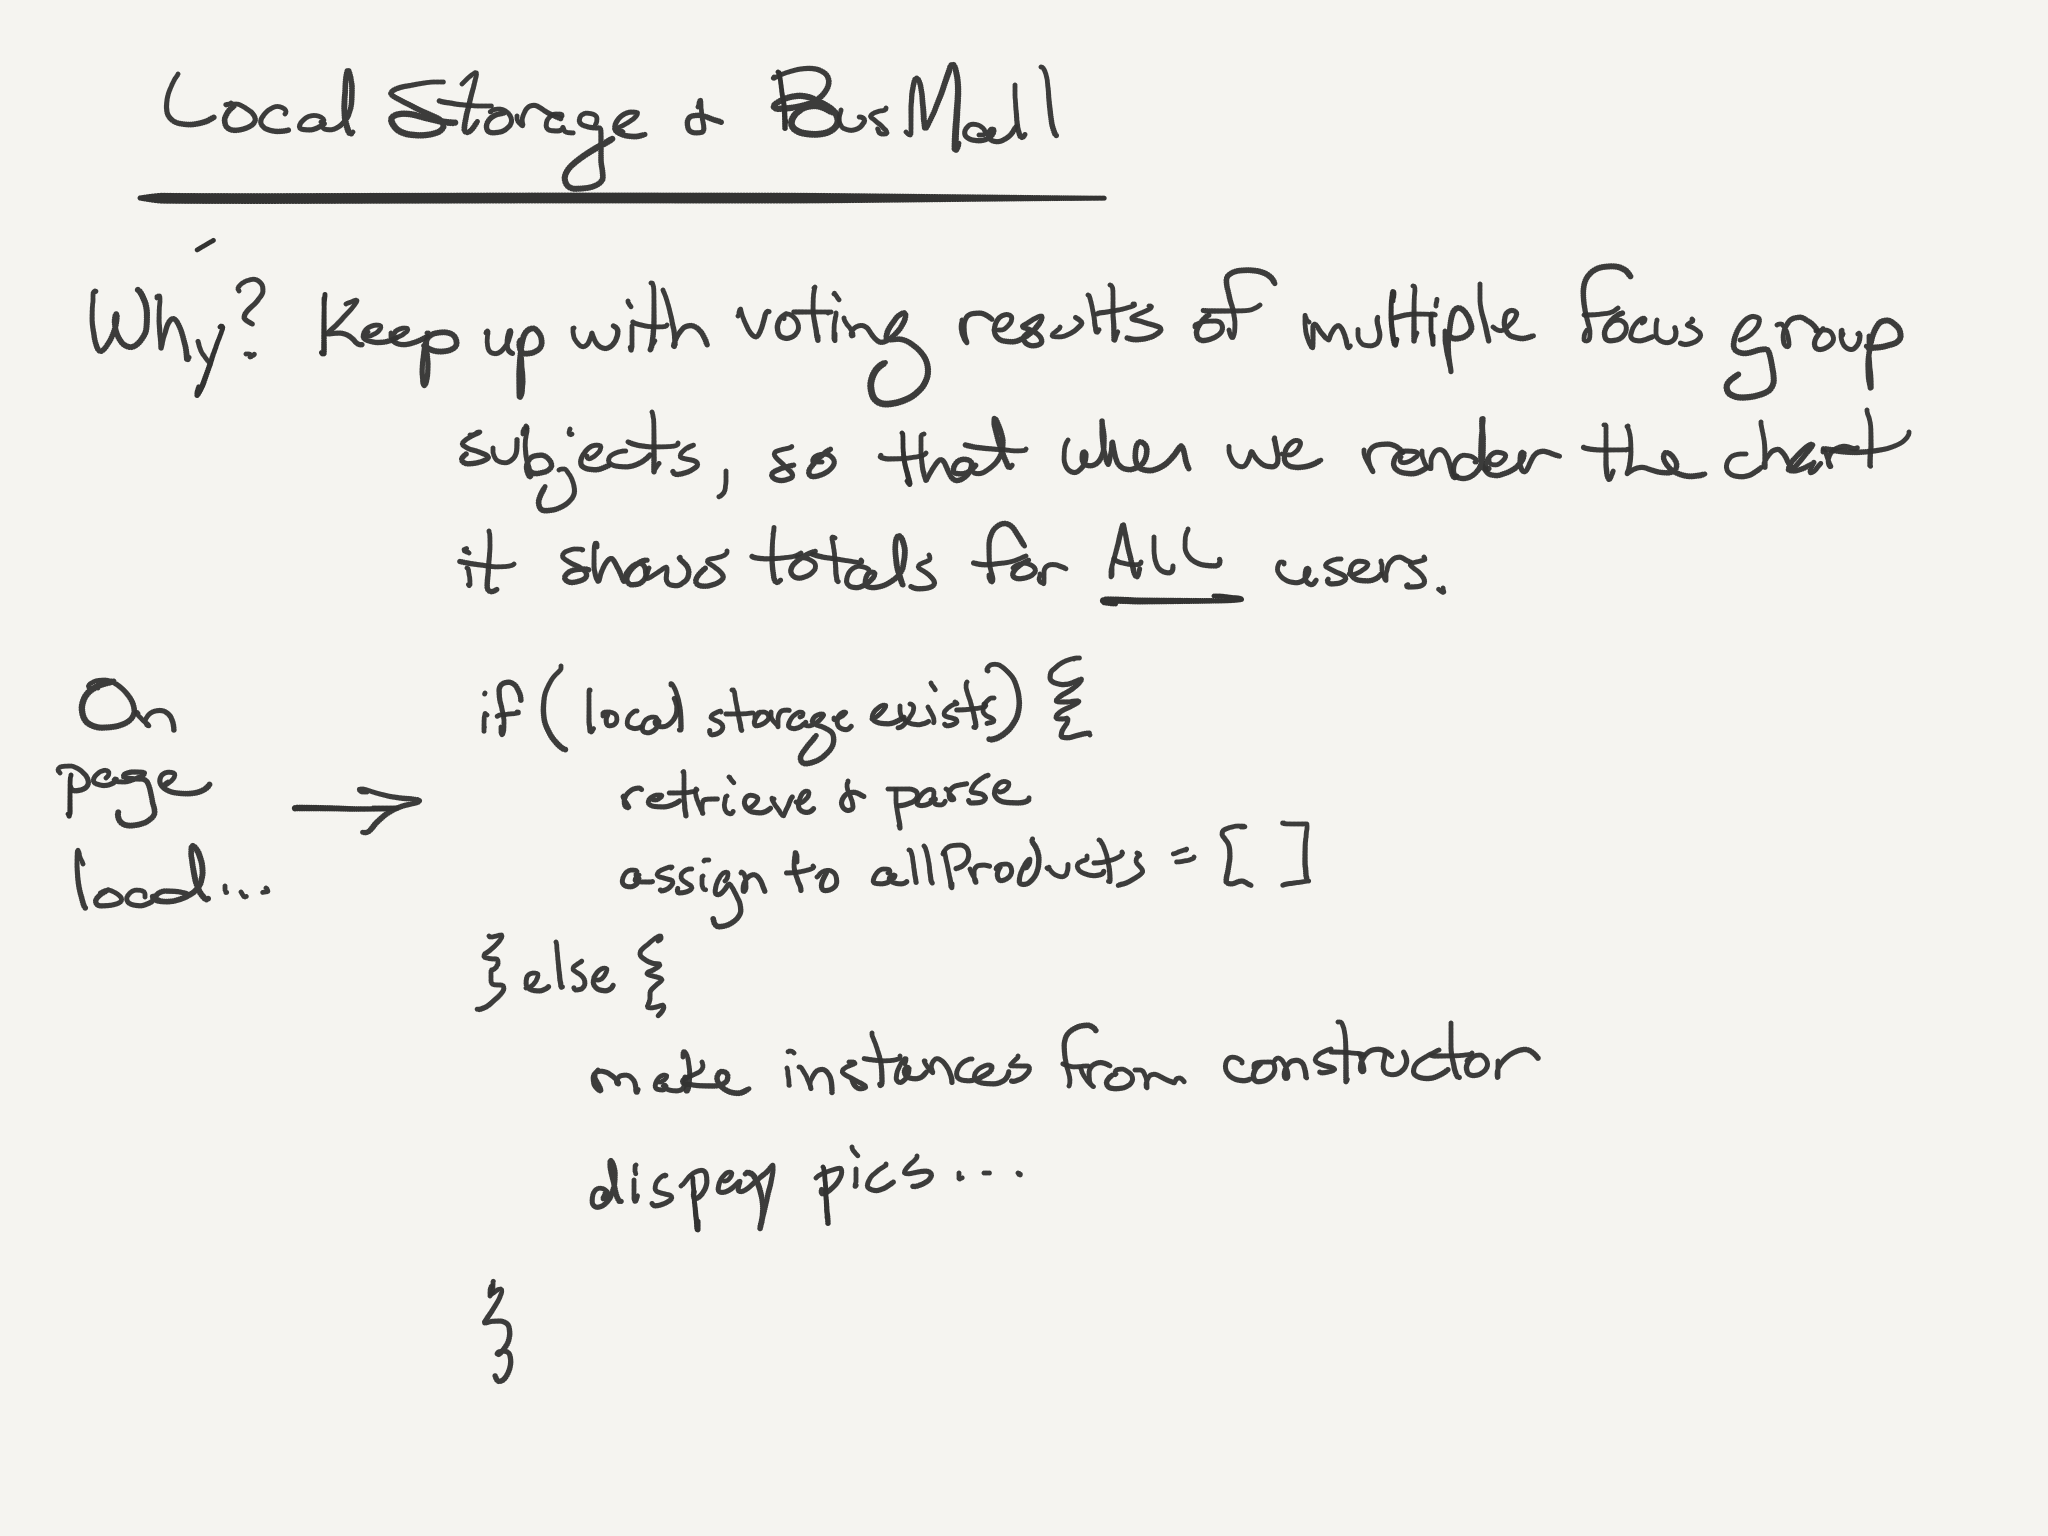 Local Storage & BusMall
Why? Keep up with voting results of multiple focus group
subjects, so that when we render the chart
it shows totals for ALL users.
On
page
load...
if (local storage exists) {
retrieve & parse
assign to allProducts = [ ]
} else {
make instances from constructor
dispay pics...
}